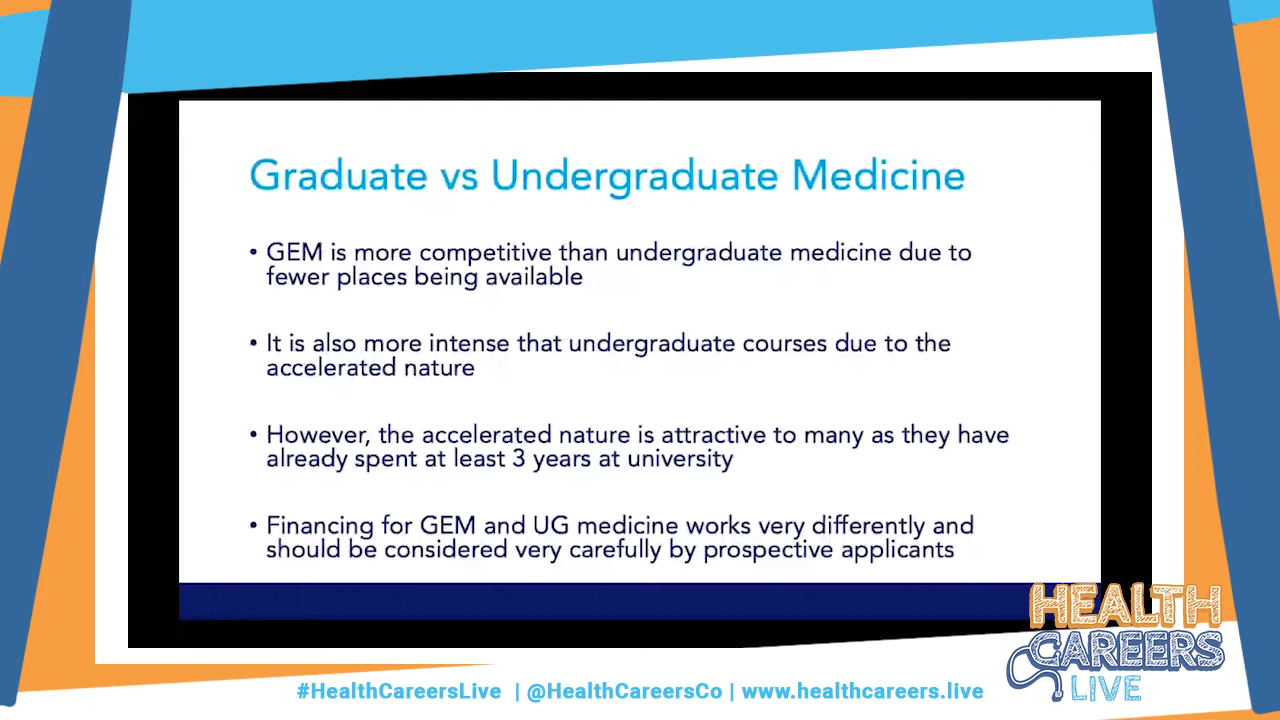 Graduate vs Undergraduate Medicine
• GEM is more competitive than undergraduate medicine due to
fewer places being available
• It is also more intense that undergraduate courses due to the
accelerated nature
• However, the accelerated nature is attractive to many as they have
already spent at least 3 years at university
• Financing for GEM and UG medicine works very differently and
should be considered very carefully by prospective applicants
HEALTH
CAREERS
LIVE
#HealthCareersLive | @HealthCareersCo | www.healthcareers.live